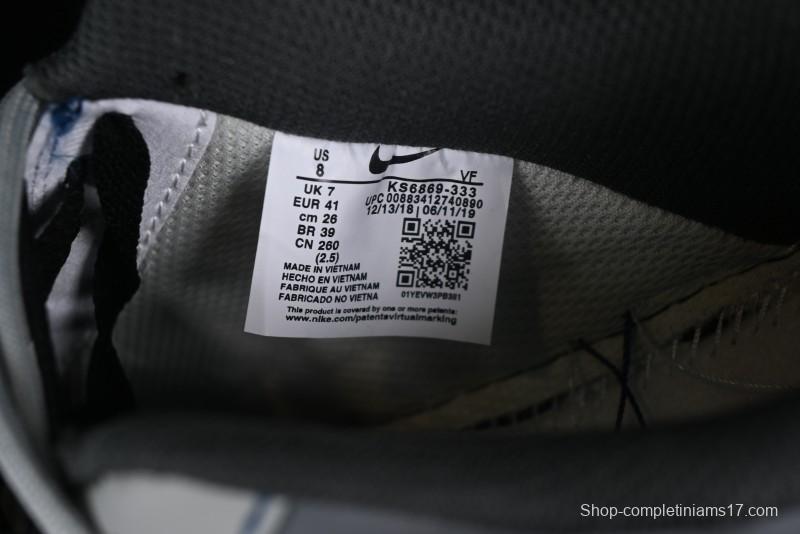 US
8
VF
UK 7
EUR 41
cm 26
BR 39
CN 260
(2.5)
KS6869-333
UPC 00883412740890
12/13/18 | 06/11/19
MADE IN VIETNAM
HECHO EN VIETNAM
FABRIQUE AU VIETNAM
FABRICADO NO VIETNA
01YEVW3PB381
This product is covered by one or more patents:
www.nike.com/patentsvirtualmarking
Shop-completiniams17.com